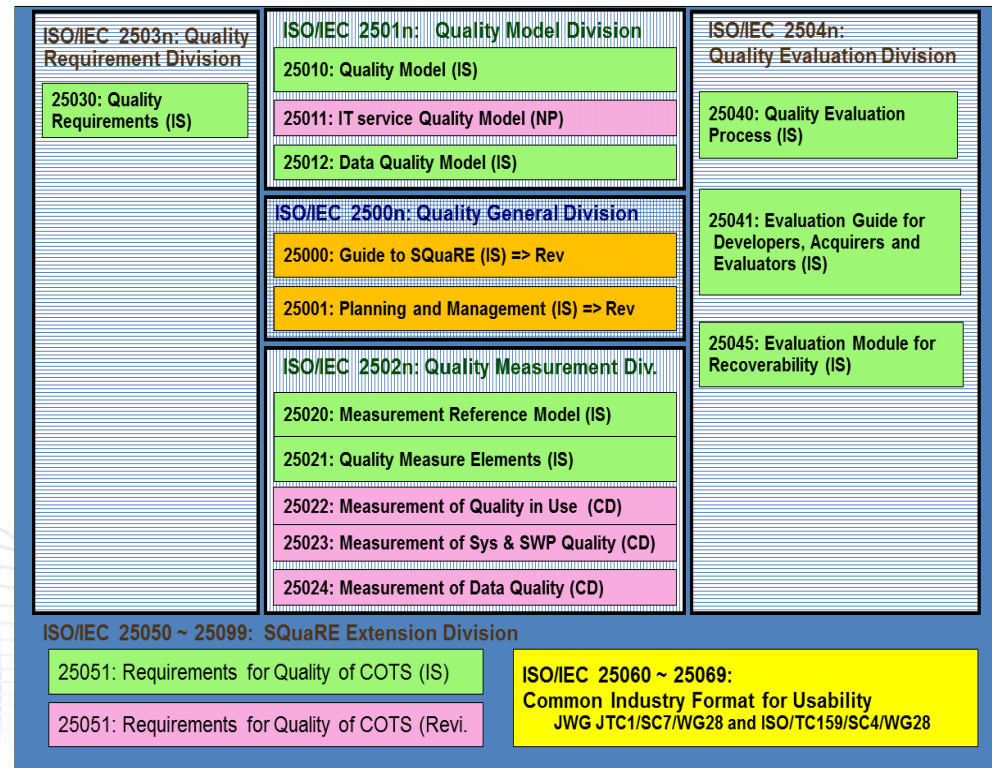 ISO/IEC 2503n: Quality
Requirement Division
25030: Quality
Requirements (IS)
ISO/IEC 2501n: Quality Model Division
25010: Quality Model (IS)
25011: IT service Quality Model (NP)
25012: Data Quality Model (IS)
ISO/IEC 2500n: Quality General Division
25000: Guide to SQuaRE (IS) => Rev
25001: Planning and Management (IS) => Rev
ISO/IEC 2502n: Quality Measurement Div.
25020: Measurement Reference Model (IS)
25021: Quality Measure Elements (IS)
25022: Measurement of Quality in Use (CD)
25023: Measurement of Sys & SWP Quality (CD)
25024: Measurement of Data Quality (CD)
ISO/IEC 2504n:
Quality Evaluation Division
25040: Quality Evaluation
Process (IS)
25041: Evaluation Guide for
Developers, Acquirers and
Evaluators (IS)
25045: Evaluation Module for
Recoverability (IS)
ISO/IEC 25050 ~ 25099: SQuaRE Extension Division
25051: Requirements for Quality of COTS (IS)
25051: Requirements for Quality of COTS (Revi.
ISO/IEC 25060 ~ 25069:
Common Industry Format for Usability
JWG JTC1/SC7/WG28 and ISO/TC159/SC4/WG28